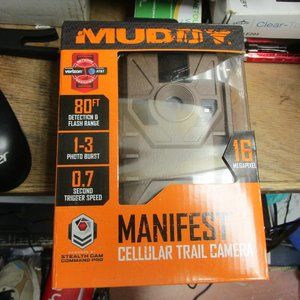 MUDDY
verizon
AT&T
80FT
DETECTION &
FLASH RANGE
1-3
PHOTO BURST
0.7
SECOND
TRIGGER SPEED
16
MEGAPIXEL
STEALTH CAM
COMMAND PRO
MANIFEST
CELLULAR TRAIL CAMERA